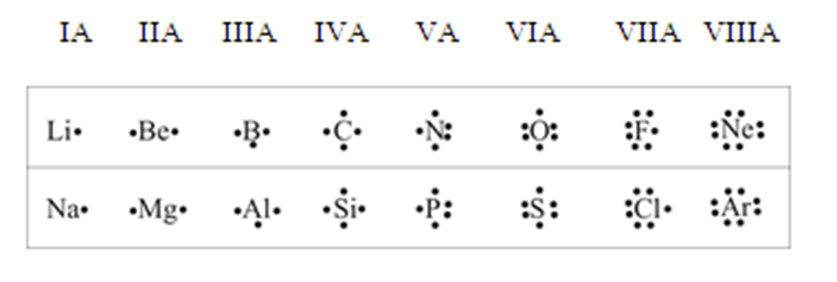 IA IIA IIIA IVA VA VIA VIIA VIIIA
Li Be B C N O F Ne
Na Mg Al Si P S Cl Ar